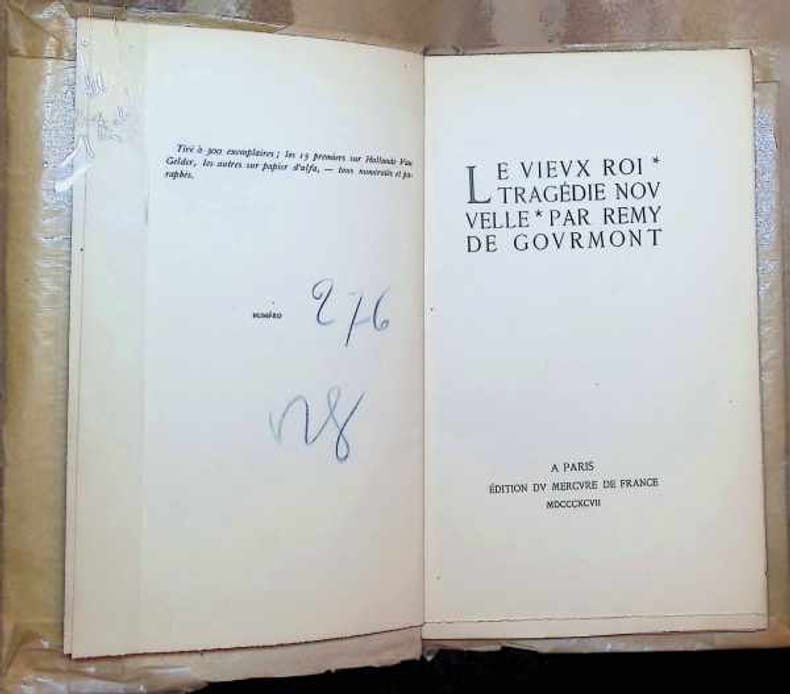 Tiré à 300 exemplaires ; les 15 premiers sur Hollande Van
Gelder, les autres sur papier d'alfa, — tous numérotés et pa-
raphés.
NUMÉRO 276
LE VIEVX ROI *
TRAGÉDIE NOV
VELLE * PAR REMY
DE GOVRMONT
A PARIS
ÉDITION DV MERCVRE DE FRANCE
MDCCCXCVII